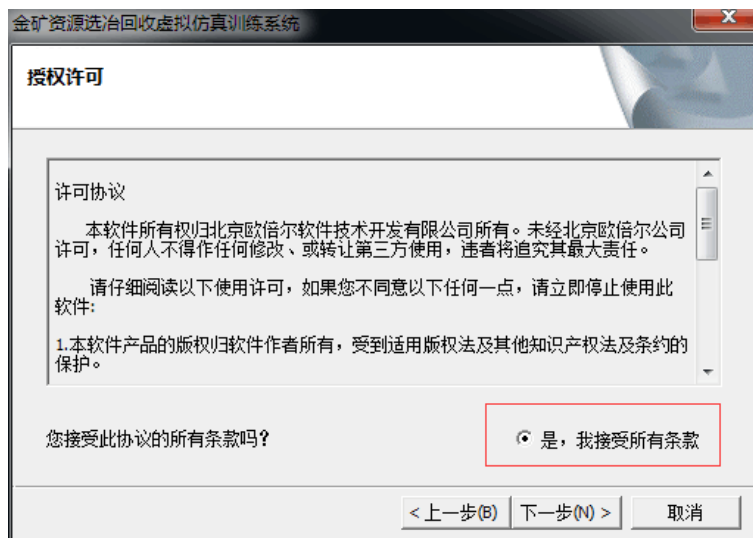 金矿资源选冶回收虚拟仿真训练系统
授权许可
许可协议
本软件所有权归北京欧倍尔软件技术开发有限公司所有。未经北京欧倍尔公司
许可，任何人不得作任何修改、或转让第三方使用，违者将追究其最大责任。
请仔细阅读以下使用许可，如果您不同意以下任何一点，请立即停止使用此
软件:
1.本软件产品的版权归软件作者所有，受到适用版权法及其他知识产权法及条约的
保护。
您接受此协议的所有条款吗?
是，我接受所有条款
< 上一步(B) 下一步(N) > 取消